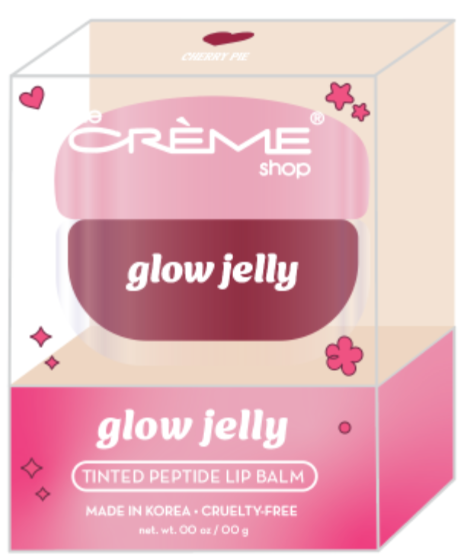 CHERRY PIE
CRÈME®
shop
glow jelly
glow jelly
TINTED PEPTIDE LIP BALM
MADE IN KOREA • CRUELTY-FREE
net. wt. 00 oz / 00 g